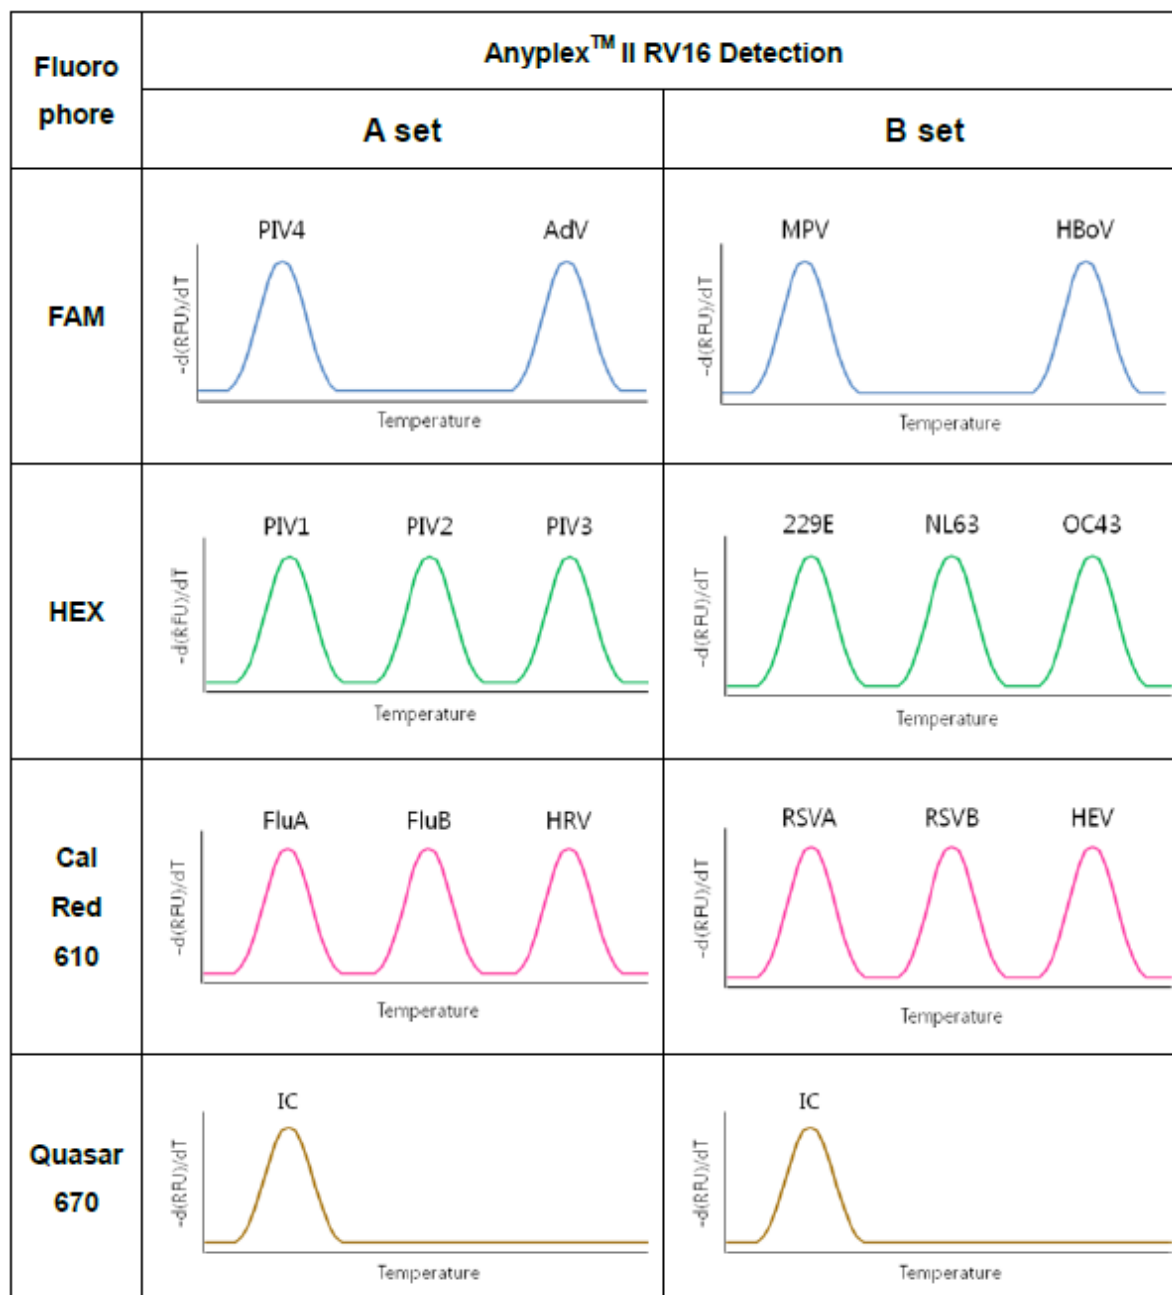 Fluoro
phore
Anyplex™ II RV16 Detection
A set
B set
FAM
PIV4
AdV
-d(RFU)/dT
Temperature
MPV
HBoV
-d(RFU)/dT
Temperature
HEX
PIV1
PIV2
PIV3
-d(RFU)/dT
Temperature
229E
NL63
OC43
-d(RFU)/dT
Temperature
Cal
Red
610
FluA
FluB
HRV
-d(RFU)/dT
Temperature
RSVA
RSVB
HEV
-d(RFU)/dT
Temperature
Quasar
670
IC
-d(RFU)/dT
Temperature
IC
-d(RFU)/dT
Temperature